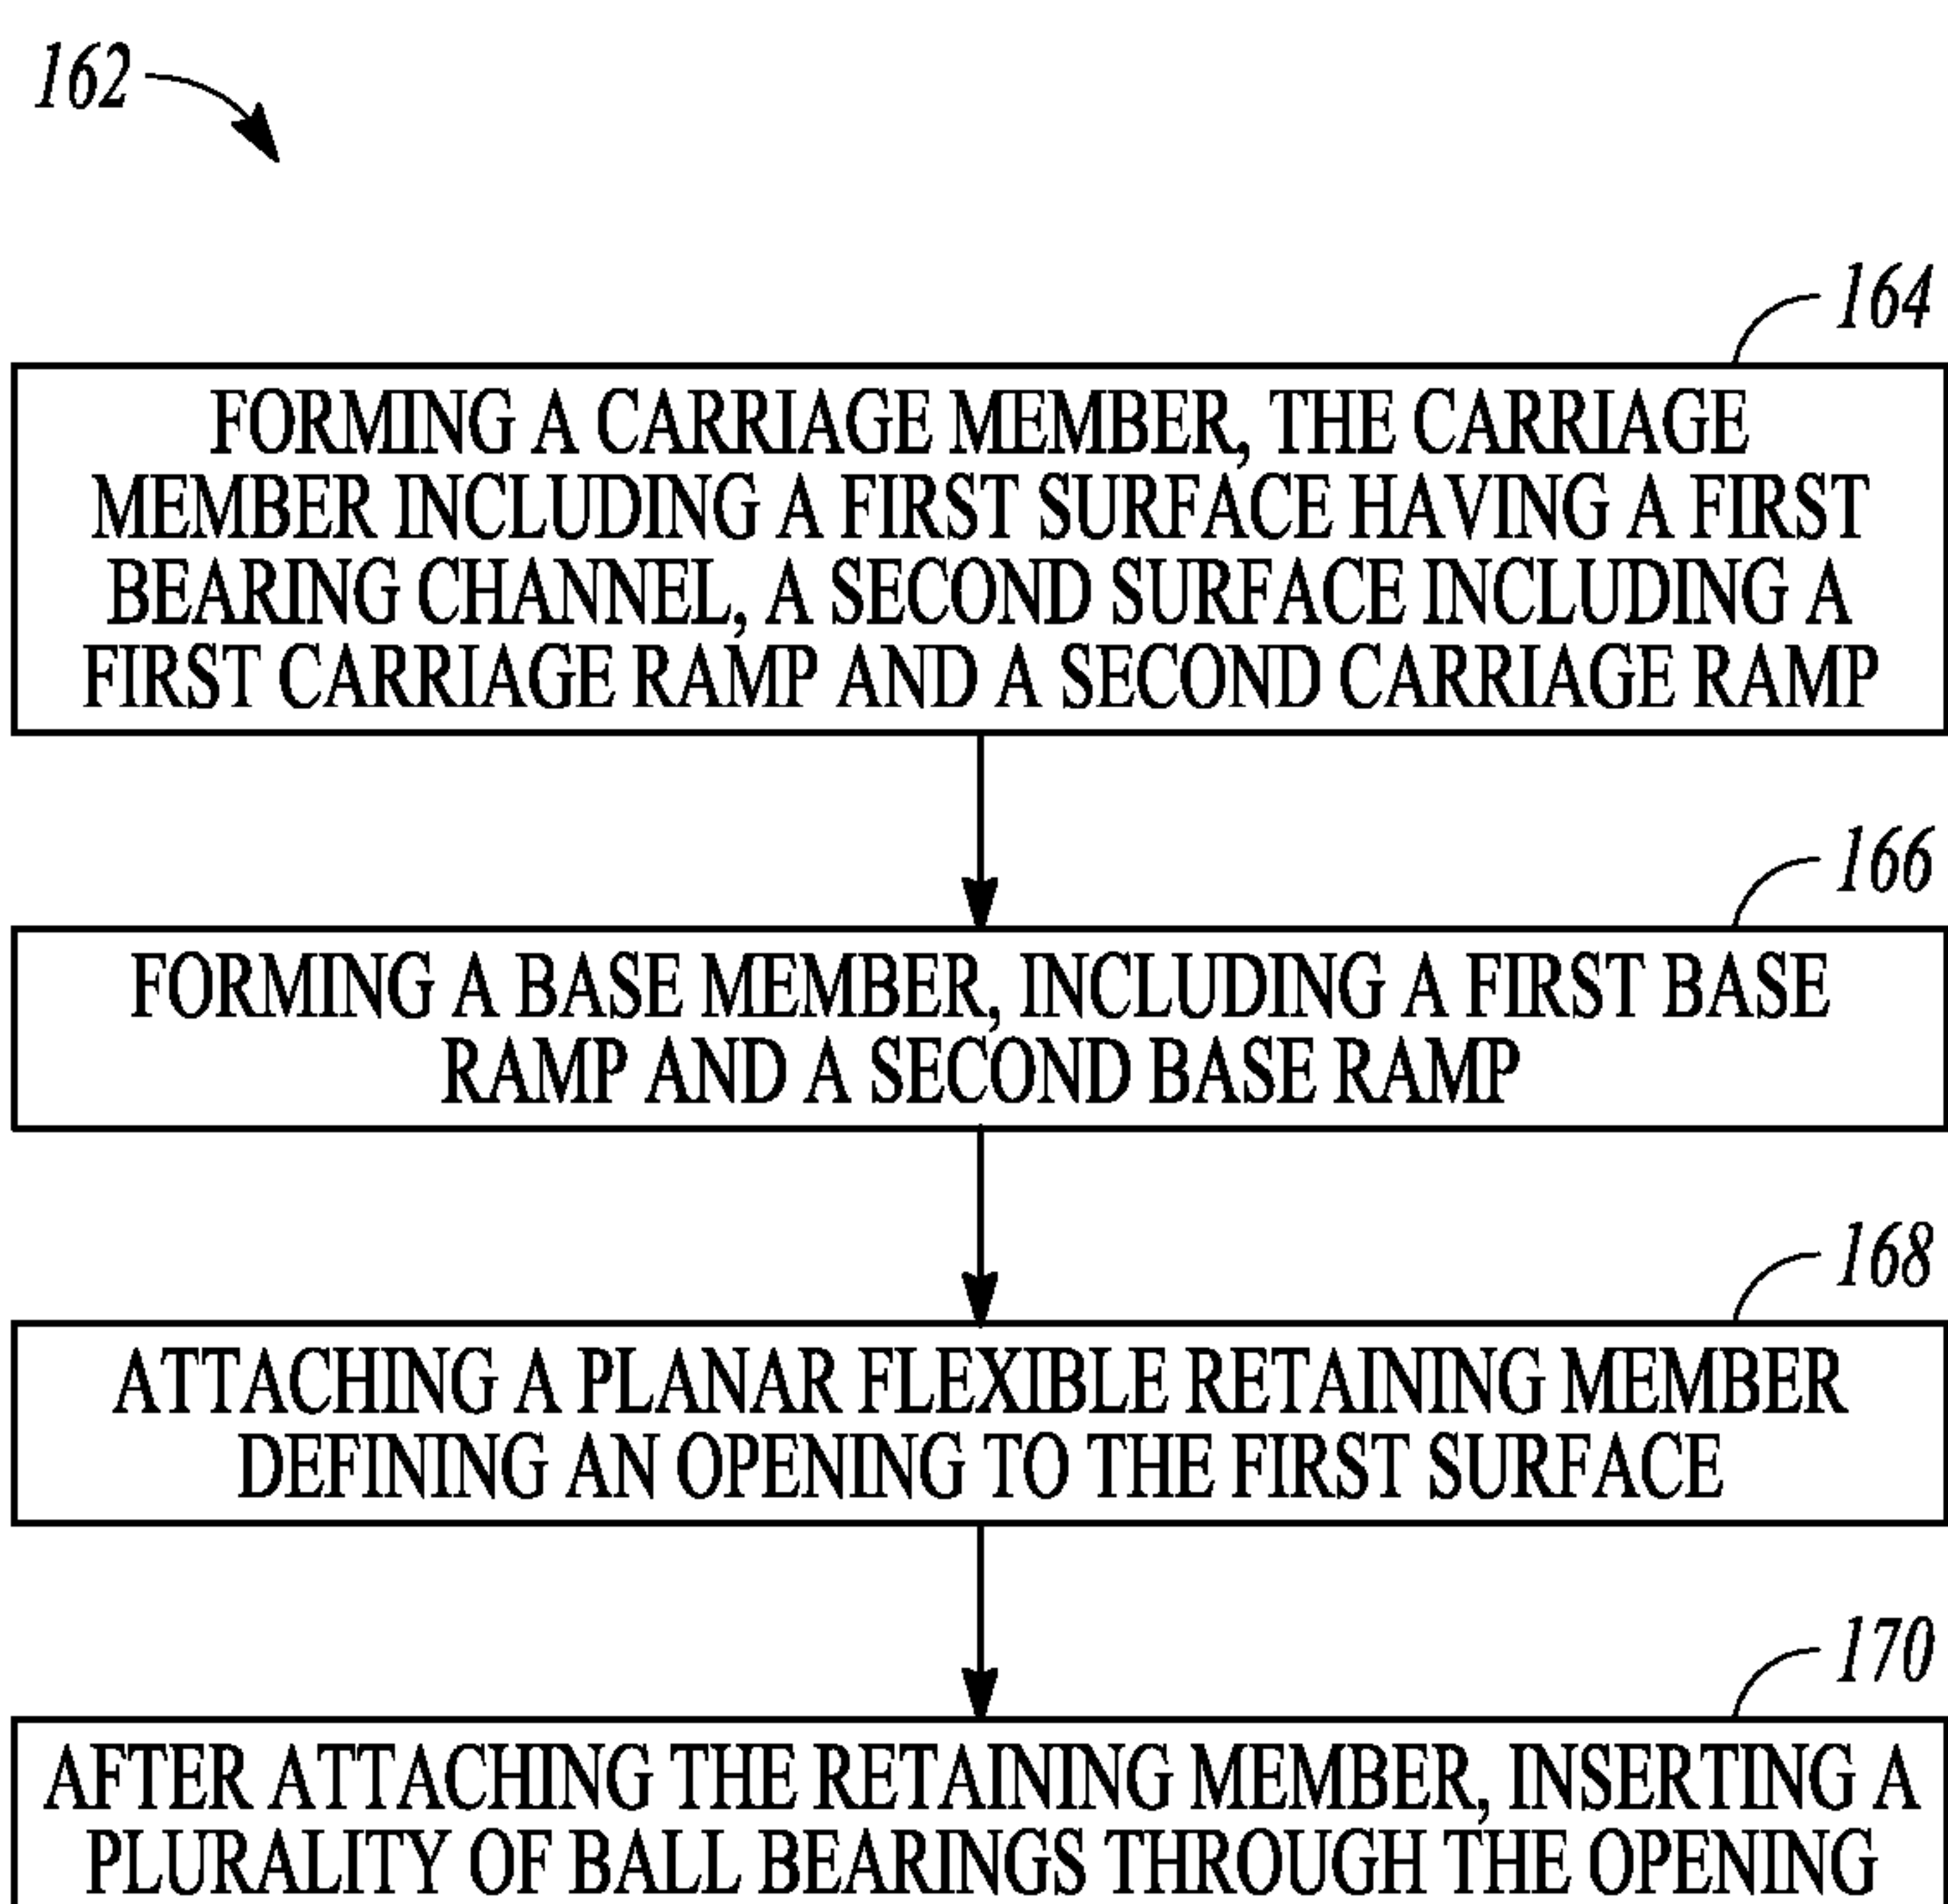 162
164
FORMING A CARRIAGE MEMBER, THE CARRIAGE
MEMBER INCLUDING A FIRST SURFACE HAVING A FIRST
BEARING CHANNEL, A SECOND SURFACE INCLUDING A
FIRST CARRIAGE RAMP AND A SECOND CARRIAGE RAMP
166
FORMING A BASE MEMBER, INCLUDING A FIRST BASE
RAMP AND A SECOND BASE RAMP
168
ATTACHING A PLANAR FLEXIBLE RETAINING MEMBER
DEFINING AN OPENING TO THE FIRST SURFACE
170
AFTER ATTACHING THE RETAINING MEMBER, INSERTING A
PLURALITY OF BALL BEARINGS THROUGH THE OPENING